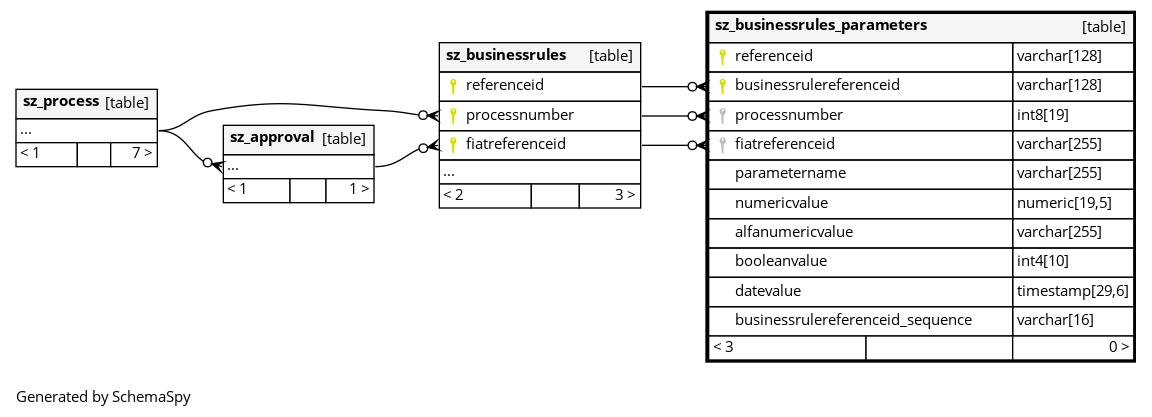 sz_process [table]
...
< 1 7 >
sz_approval [table]
...
< 1 1 >
sz_businessrules [table]
referenceid
processnumber
fiatreferenceid
...
< 2 3 >
sz_businessrules_parameters [table]
referenceid varchar[128]
businessrulereferenceid varchar[128]
processnumber int8[19]
fiatreferenceid varchar[255]
parametername varchar[255]
numericvalue numeric[19,5]
alfanumericvalue varchar[255]
booleanvalue int4[10]
datevalue timestamp[29,6]
businessrulereferenceid_sequence varchar[16]
< 3 0 >
Generated by SchemaSpy